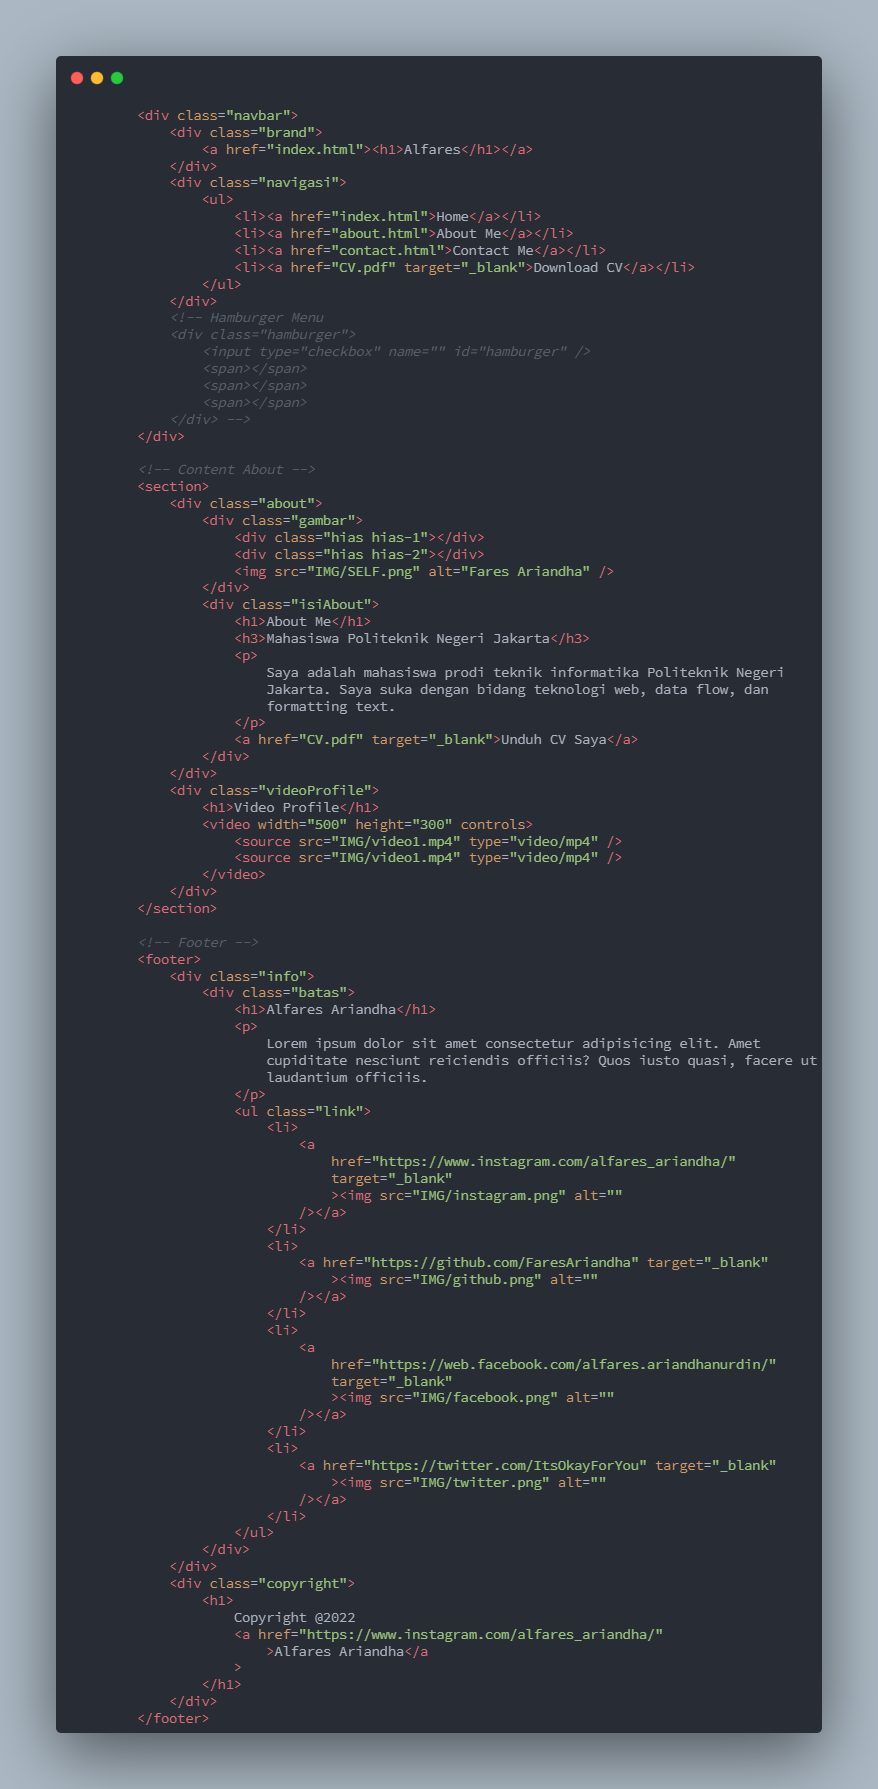 <div class="navbar">
<div class="brand">
<a href="index.html"><h1>Alfares</h1></a>
</div>
<div class="navigasi">
<ul>
<li><a href="index.html">Home</a></li>
<li><a href="about.html">About Me</a></li>
<li><a href="contact.html">Contact Me</a></li>
<li><a href="CV.pdf" target="_blank">Download CV</a></li>
</ul>
</div>
<!-- Hamburger Menu
<div class="hamburger">
<input type="checkbox" name="" id="hamburger" />
<span></span>
<span></span>
<span></span>
</div> -->
</div>
<!-- Content About -->
<section>
<div class="about">
<div class="gambar">
<div class="hias hias-1"></div>
<div class="hias hias-2"></div>
<img src="IMG/SELF.png" alt="Fares Ariandha" />
</div>
<div class="isiAbout">
<h1>About Me</h1>
<h3>Mahasiswa Politeknik Negeri Jakarta</h3>
<p>
Saya adalah mahasiswa prodi teknik informatika Politeknik Negeri
Jakarta. Saya suka dengan bidang teknologi web, data flow, dan
formatting text.
</p>
<a href="CV.pdf" target="_blank">Unduh CV Saya</a>
</div>
</div>
<div class="videoProfile">
<h1>Video Profile</h1>
<video width="500" height="300" controls>
<source src="IMG/video1.mp4" type="video/mp4" />
<source src="IMG/video1.mp4" type="video/mp4" />
</video>
</div>
</section>
<!-- Footer -->
<footer>
<div class="info">
<div class="batas">
<h1>Alfares Ariandha</h1>
<p>
Lorem ipsum dolor sit amet consectetur adipisicing elit. Amet
cupiditate nesciunt reiciendis officiis? Quos iusto quasi, facere ut
laudantium officiis.
</p>
<ul class="link">
<li>
<a
href="https://www.instagram.com/alfares_ariandha/"
target="_blank"
><img src="IMG/instagram.png" alt=""
/></a>
</li>
<li>
<a href="https://github.com/FaresAriandha" target="_blank"
><img src="IMG/github.png" alt=""
/></a>
</li>
<li>
<a
href="https://web.facebook.com/alfares.ariandhanurdin/"
target="_blank"
><img src="IMG/facebook.png" alt=""
/></a>
</li>
<li>
<a href="https://twitter.com/ItsOkayForYou" target="_blank"
><img src="IMG/twitter.png" alt=""
/></a>
</li>
</ul>
</div>
</div>
<div class="copyright">
<h1>
Copyright @2022
<a href="https://www.instagram.com/alfares_ariandha/"
>Alfares Ariandha</a
>
</h1>
</div>
</footer>